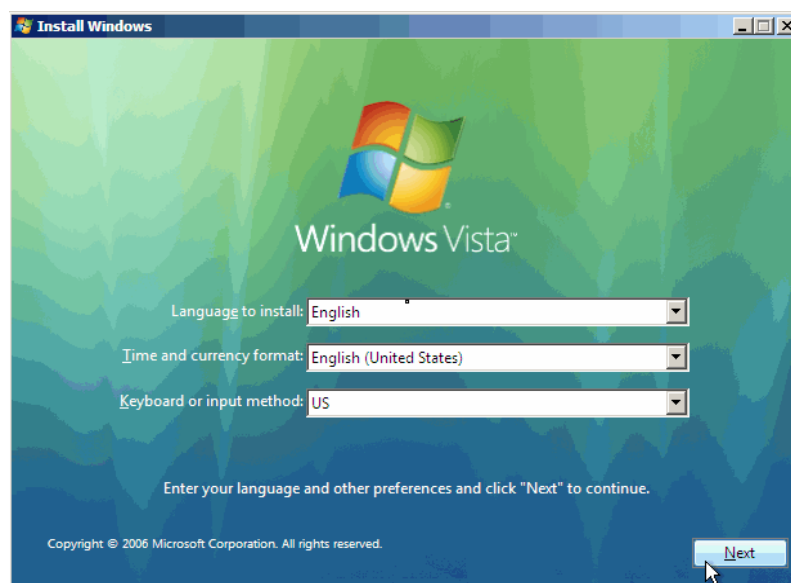 Install Windows
Windows Vista™
Language to install: English
Time and currency format: English (United States)
Keyboard or input method: US
Enter your language and other preferences and click "Next" to continue.
Copyright © 2006 Microsoft Corporation. All rights reserved.
Next